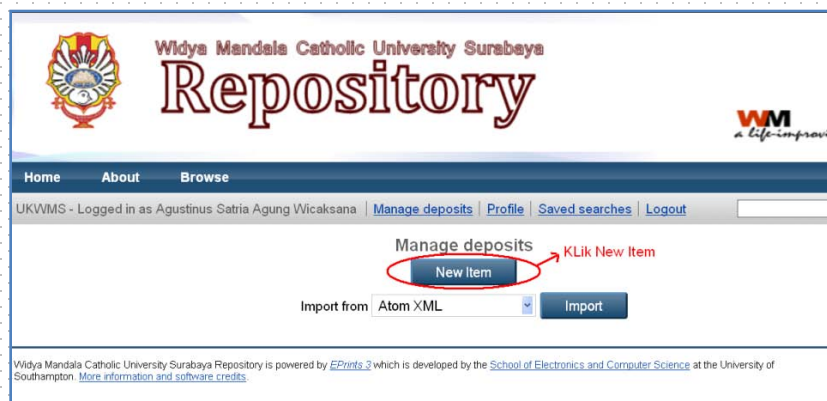 Widya Mandala Catholic University Surabaya
Repository
WM
a life-improvi
Home About Browse
UKWMS - Logged in as Agustinus Satria Agung Wicaksana | Manage deposits | Profile | Saved searches | Logout
Manage deposits
New Item
KLik New Item
Import from Atom XML Import
Widya Mandala Catholic University Surabaya Repository is powered by EPrints 3 which is developed by the School of Electronics and Computer Science at the University of
Southampton. More information and software credits.